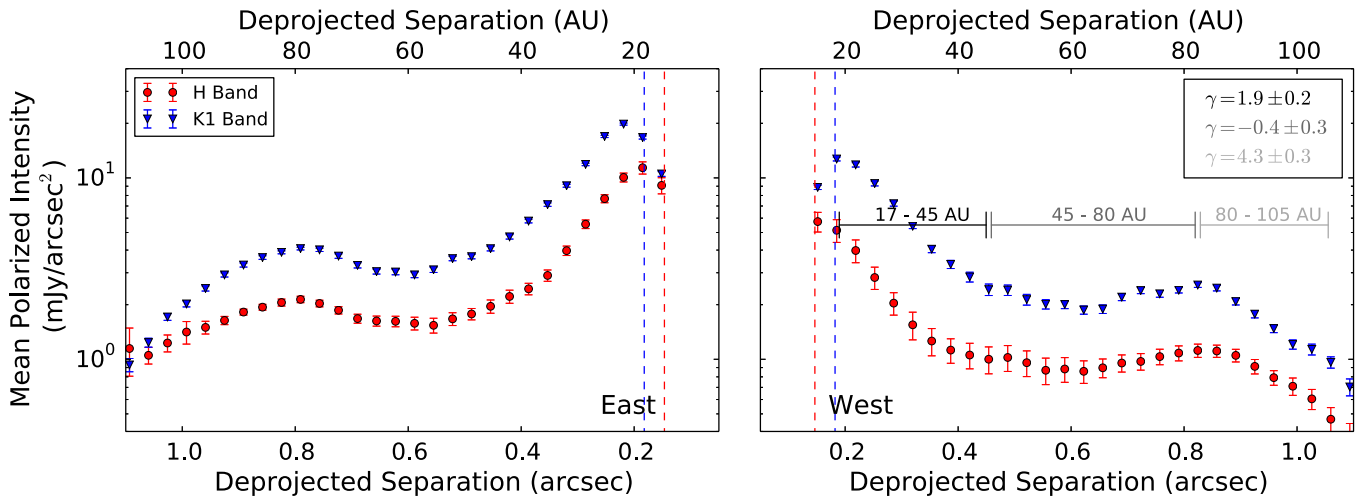 Deprojected Separation (AU)
Deprojected Separation (AU)
100 80 60 40 20
20 40 60 80 100
H Band
K1 Band
γ=1.9 ±0.2
γ=−0.4 ±0.3
γ=4.3 ±0.3
Mean Polarized Intensity
(mJy/arcsec²)
10¹
10⁰
17 - 45 AU
45 - 80 AU
80 - 105 AU
East
West
1.0 0.8 0.6 0.4 0.2
0.2 0.4 0.6 0.8 1.0
Deprojected Separation (arcsec)
Deprojected Separation (arcsec)